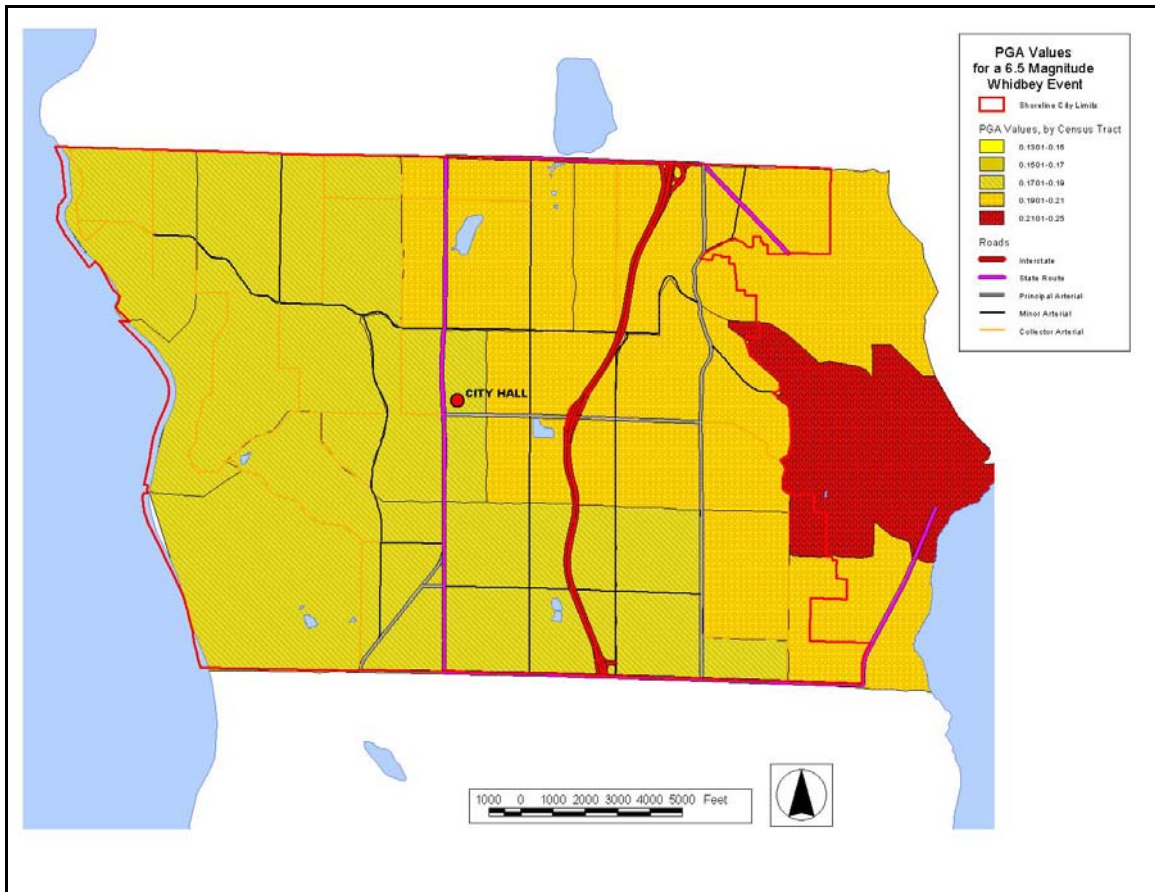 PGA Values
for a 6.5 Magnitude
Whidbey Event
Shoreline City Limits
PGA Values, by Census Tract
0.1301-0.15
0.1501-0.17
0.1701-0.19
0.1901-0.21
0.2101-0.25
Roads
Interstate
State Route
Principal Arterial
Minor Arterial
Collector Arterial
CITY HALL
1000 0 1000 2000 3000 4000 5000 Feet